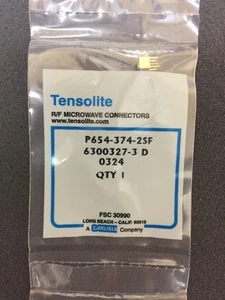 Tensolite
R/F MICROWAVE CONNECTORS
www.tensolite.com
P654-374-2SF
6300327-3 D
0324
QTY 1
FSC 30990
LONG BEACH - CALIF. 90815
A CARLISLE Company